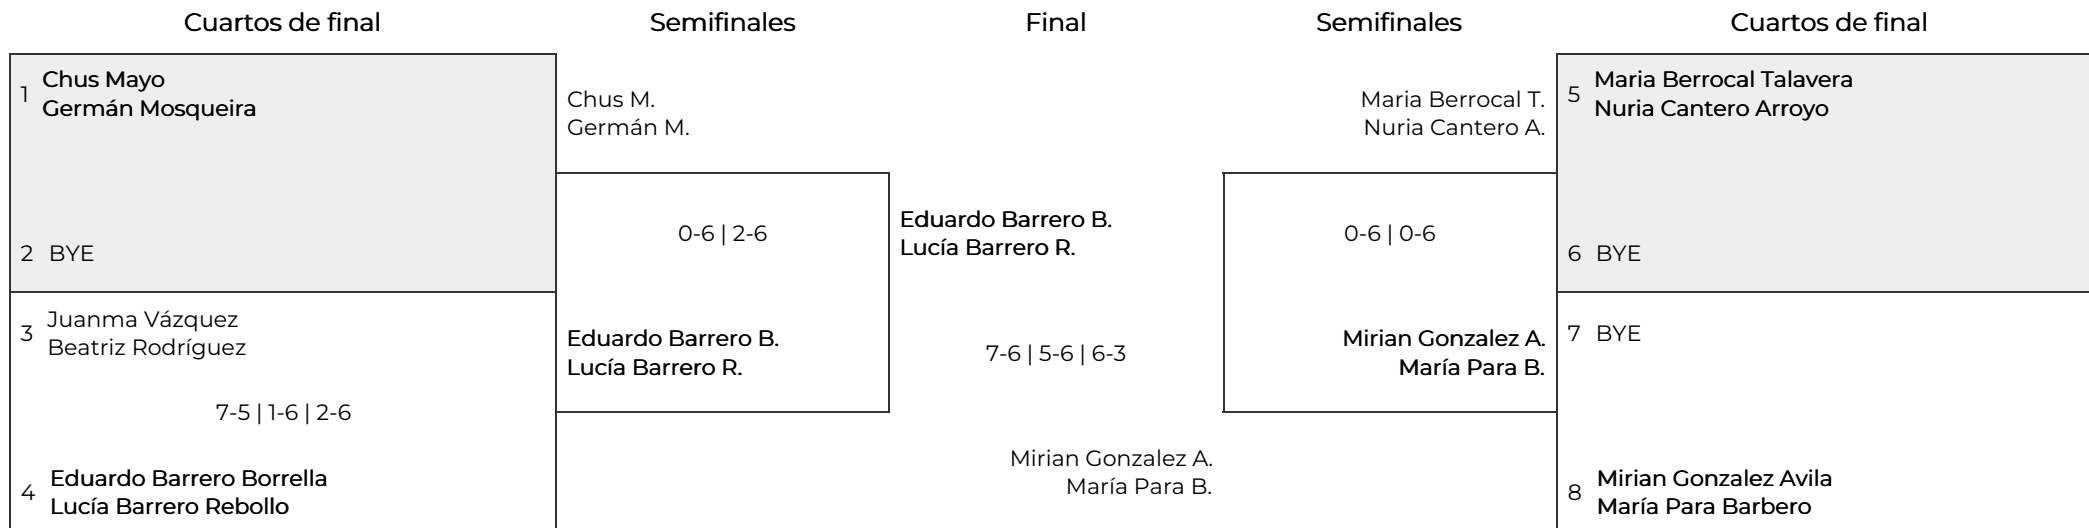 Cuartos de final
Semifinales
Final
Semifinales
Cuartos de final
1
Chus Mayo
Germán Mosqueira
2 BYE
3
Juanma Vázquez
Beatriz Rodríguez
7-5 | 1-6 | 2-6
4
Eduardo Barrero Borrella
Lucía Barrero Rebollo
Chus M.
Germán M.
0-6 | 2-6
Eduardo Barrero B.
Lucía Barrero R.
Eduardo Barrero B.
Lucía Barrero R.
7-6 | 5-6 | 6-3
Mirian Gonzalez A.
María Para B.
Maria Berrocal T.
Nuria Cantero A.
0-6 | 0-6
Mirian Gonzalez A.
María Para B.
5
Maria Berrocal Talavera
Nuria Cantero Arroyo
6 BYE
7 BYE
8
Mirian Gonzalez Avila
María Para Barbero